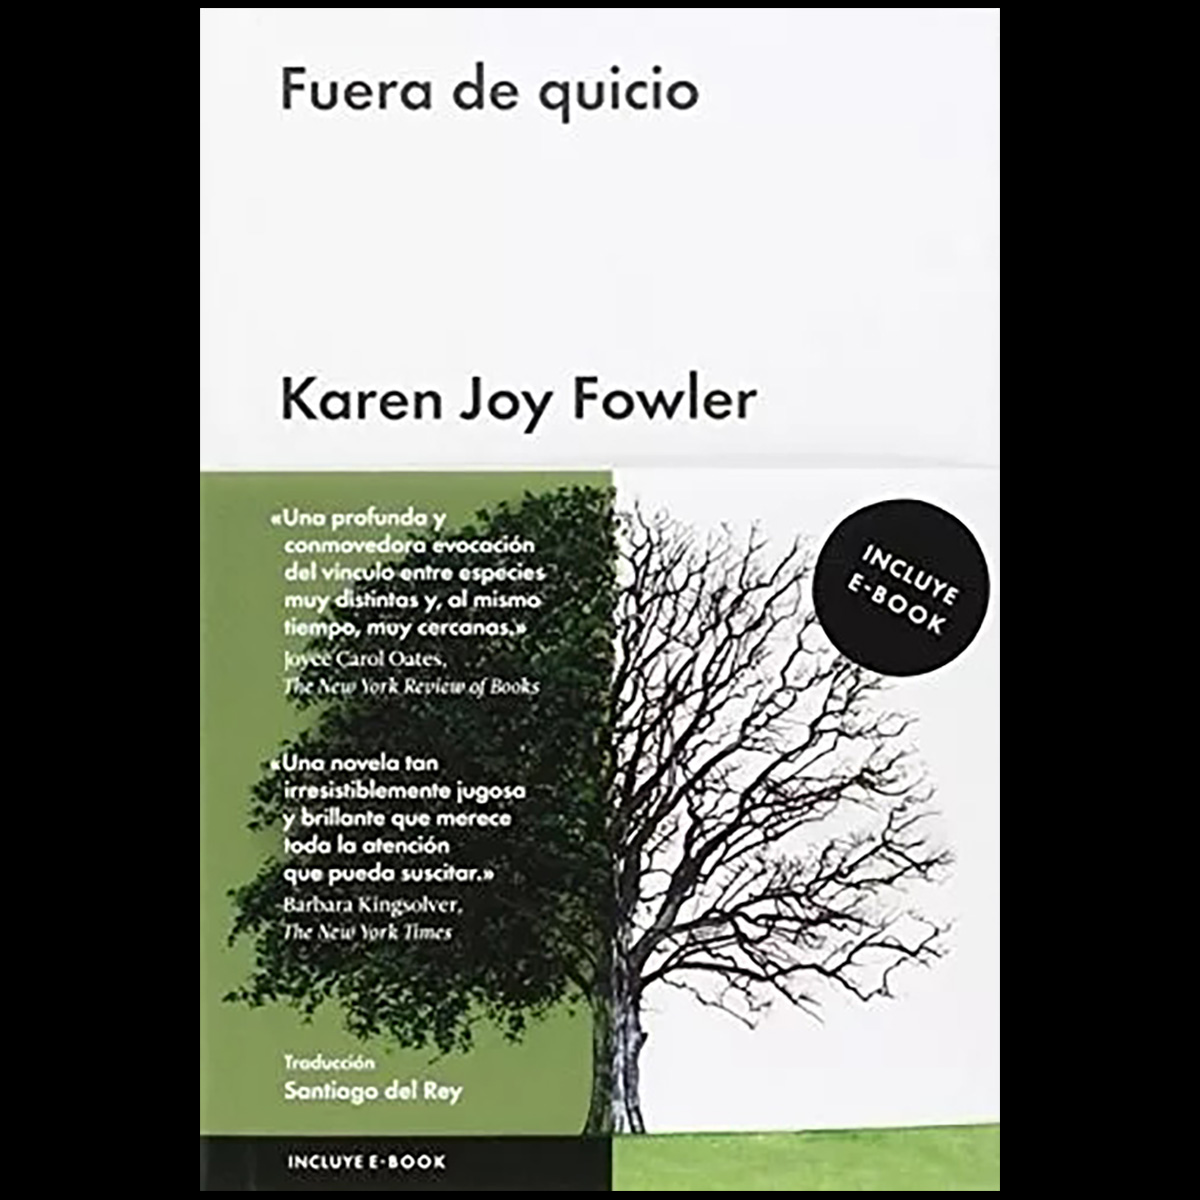 Fuera de quicio
Karen Joy Fowler
«Una profunda y
conmovedora evocación
del vínculo entre especies
muy distintas y, al mismo
tiempo, muy cercanas.»
Joyce Carol Oates,
The New York Review of Books
«Una novela tan
irresistiblemente jugosa
y brillante que merece
toda la atención
que pueda suscitar.»
Barbara Kingsolver,
The New York Times
Traducción
Santiago del Rey
INCLUYE E-BOOK
INCLUYE
E-BOOK